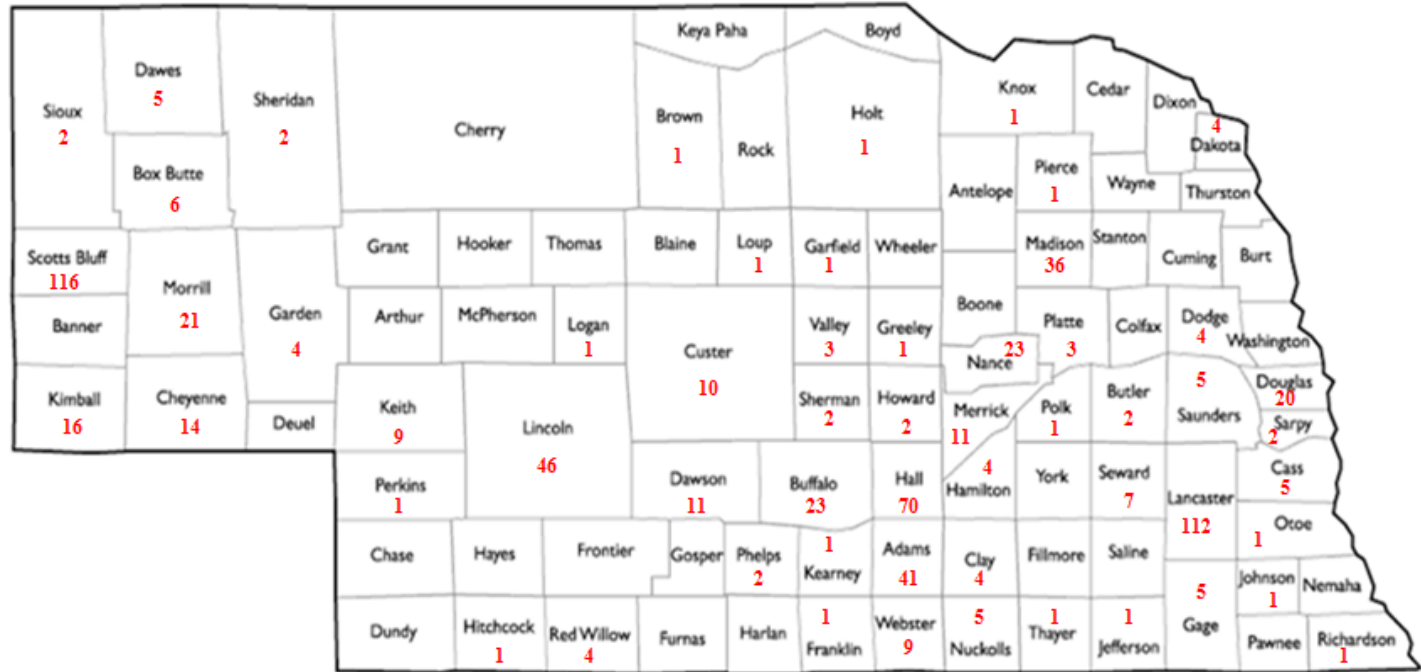 Keya Paha
Boyd
Dawes
5
Sioux
2
Sheridan
2
Cherry
Brown
1
Rock
Holt
1
Knox
1
Cedar
Dixon
4
Dakota
Box Butte
6
Antelope
Pierce
1
Wayne
Thurston
Scotts Bluff
116
Morrill
21
Garden
4
Grant
Hooker
Thomas
Blaine
Loup
1
Garfield
1
Wheeler
Madison
36
Stanton
Cuming
Burt
Banner
Arthur
McPherson
Logan
1
Custer
10
Valley
3
Greeley
1
Boone
Nance
23
Platte
3
Colfax
Dodge
4
Washington
Kimball
16
Cheyenne
14
Deuel
Keith
9
Lincoln
46
Sherman
2
Howard
2
Merrick
11
Polk
1
Butler
2
5
Saunders
Douglas
20
Sarpy
2
Perkins
1
Dawson
11
Buffalo
23
Hall
70
4
Hamilton
York
Seward
7
Lancaster
112
Cass
5
Otoe
1
Chase
Hayes
Frontier
Gosper
Phelps
2
1
Kearney
Adams
41
Clay
4
Fillmore
Saline
5
Gage
Johnson
1
Nemaha
Dundy
Hitchcock
1
Red Willow
4
Furnas
Harlan
1
Franklin
Webster
9
5
Nuckolls
1
Thayer
1
Jefferson
Pawnee
Richardson
1